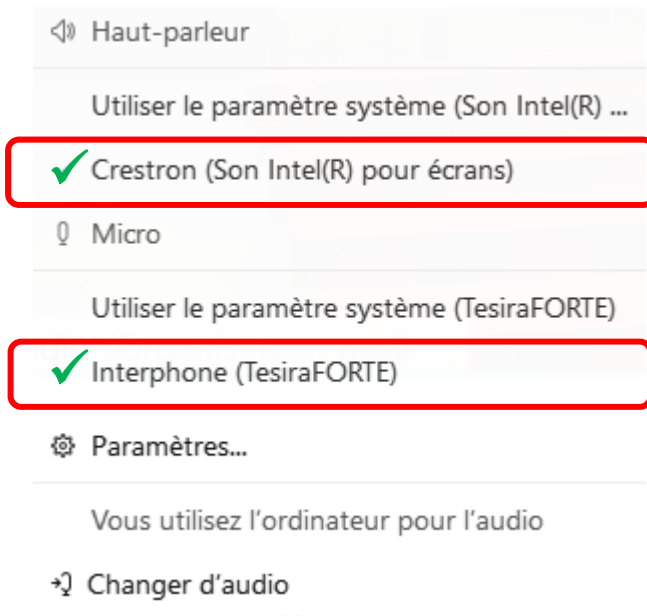 Haut-parleur
Utiliser le paramètre système (Son Intel(R) ...
Crestron (Son Intel(R) pour écrans)
Micro
Utiliser le paramètre système (TesiraFORTE)
Interphone (TesiraFORTE)
Paramètres...
Vous utilisez l'ordinateur pour l'audio
Changer d'audio